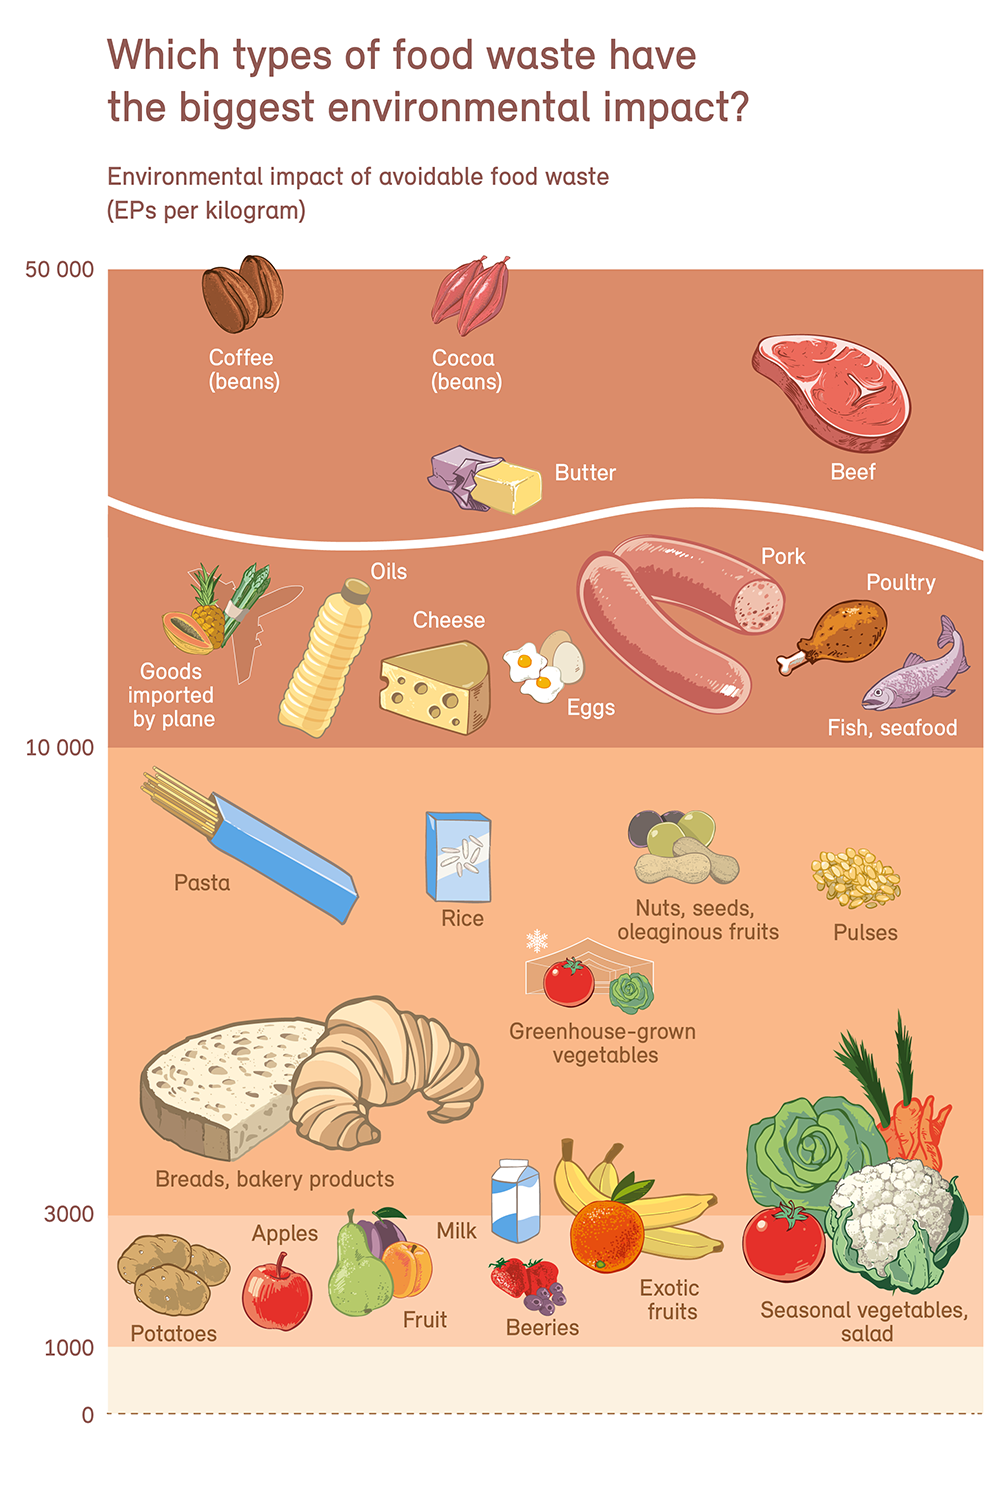 Which types of food waste have
the biggest environmental impact?
Environmental impact of avoidable food waste
(EPs per kilogram)
50 000
Coffee
(beans)
Cocoa
(beans)
Beef
Butter
Pork
Oils
Poultry
Cheese
Goods
imported
by plane
Eggs
Fish, seafood
10 000
Pasta
Rice
Nuts, seeds,
oleaginous fruits
Pulses
Greenhouse-grown
vegetables
Breads, bakery products
3000
Apples
Milk
Exotic
fruits
Fruit
Seasonal vegetables,
salad
Beeries
Potatoes
1000
0